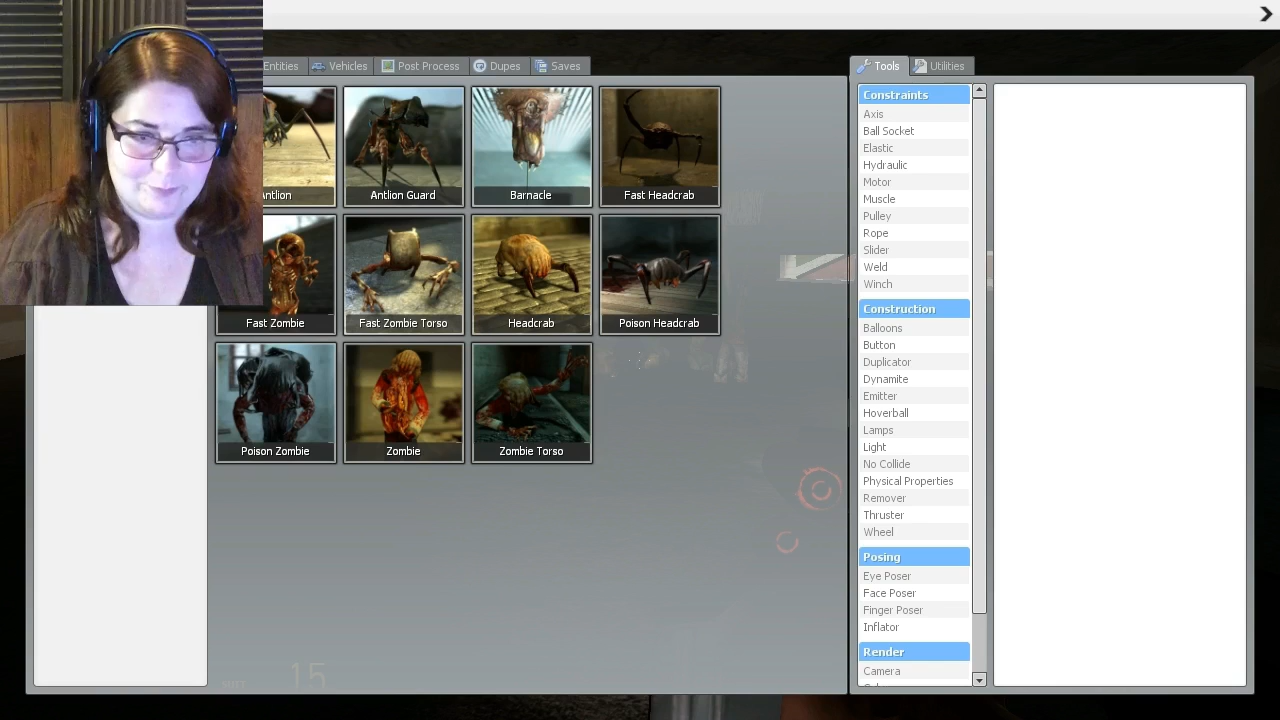 Entities
Vehicles
Post Process
Dupes
Saves
Tools
Utilities
Antlion
Antlion Guard
Barnacle
Fast Headcrab
Fast Zombie
Fast Zombie Torso
Headcrab
Poison Headcrab
Poison Zombie
Zombie
Zombie Torso
Constraints
Axis
Ball Socket
Elastic
Hydraulic
Motor
Muscle
Pulley
Rope
Slider
Weld
Winch
Construction
Balloons
Button
Duplicator
Dynamite
Emitter
Hoverball
Lamps
Light
No Collide
Physical Properties
Remover
Thruster
Wheel
Posing
Eye Poser
Face Poser
Finger Poser
Inflator
Render
Camera
15